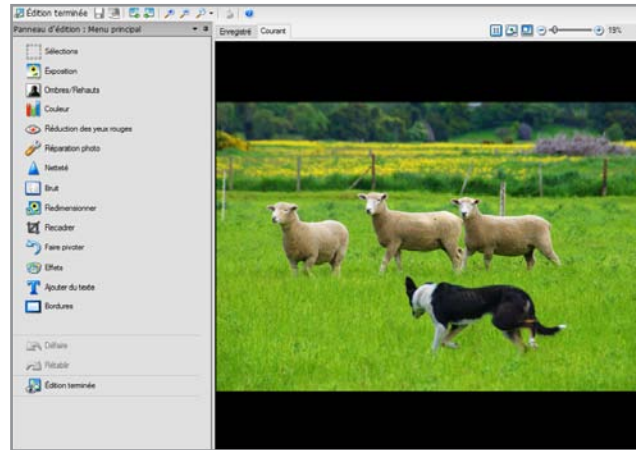 Édition terminée
Panneau d'édition : Menu principal
Enregistré Courant
19%
Sélections
Exposition
Ombres/Rehauts
Couleur
Réduction des yeux rouges
Réparation photo
Netteté
Bruit
Redimensionner
Recadrer
Faire pivoter
Effets
Ajouter du texte
Bordures
Défaire
Rétablir
Édition terminée